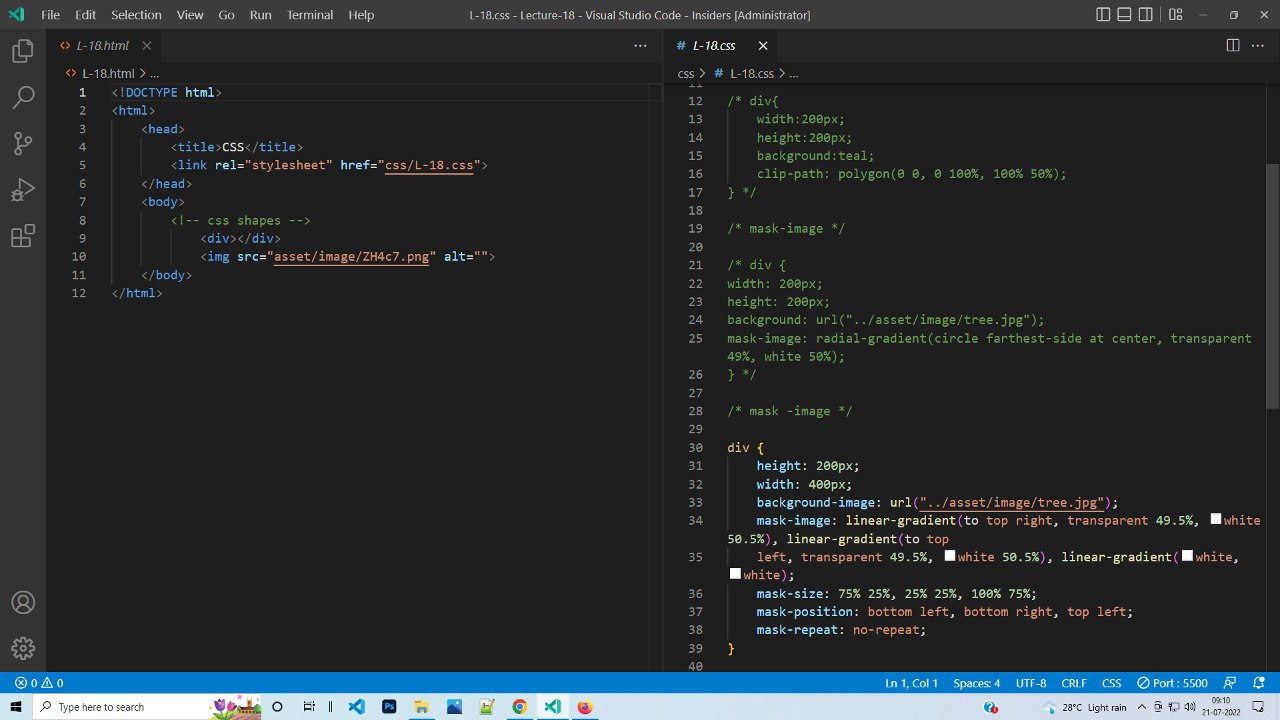 File Edit Selection View Go Run Terminal Help L-18.css - Lecture-18 - Visual Studio Code - Insiders [Administrator]
<> L-18.html
<> L-18.html > ...
1 <!DOCTYPE html>
2 <html>
3 <head>
4 <title>CSS</title>
5 <link rel="stylesheet" href="css/L-18.css">
6 </head>
7 <body>
8 <!-- css shapes -->
9 <div></div>
10 <img src="asset/image/ZH4c7.png" alt="">
11 </body>
12 </html>
# L-18.css
css > # L-18.css > ...
11
12 /* div{
13 width:200px;
14 height:200px;
15 background:teal;
16 clip-path: polygon(0 0, 0 100%, 100% 50%);
17 } */
18
19 /* mask-image */
20
21 /* div {
22 width: 200px;
23 height: 200px;
24 background: url("../asset/image/tree.jpg");
25 mask-image: radial-gradient(circle farthest-side at center, transparent
49%, white 50%);
26 } */
27
28 /* mask -image */
29
30 div {
31 height: 200px;
32 width: 400px;
33 background-image: url("../asset/image/tree.jpg");
34 mask-image: linear-gradient(to top right, transparent 49.5%, white
50.5%), linear-gradient(to top
35 left, transparent 49.5%, white 50.5%), linear-gradient(white,
white);
36 mask-size: 75% 25%, 25% 25%, 100% 75%;
37 mask-position: bottom left, bottom right, top left;
38 mask-repeat: no-repeat;
39 }
40
0 0 Ln 1, Col 1 Spaces: 4 UTF-8 CRLF CSS Port : 5500
Type here to search 28°C Light rain 09:10
21-07-2022